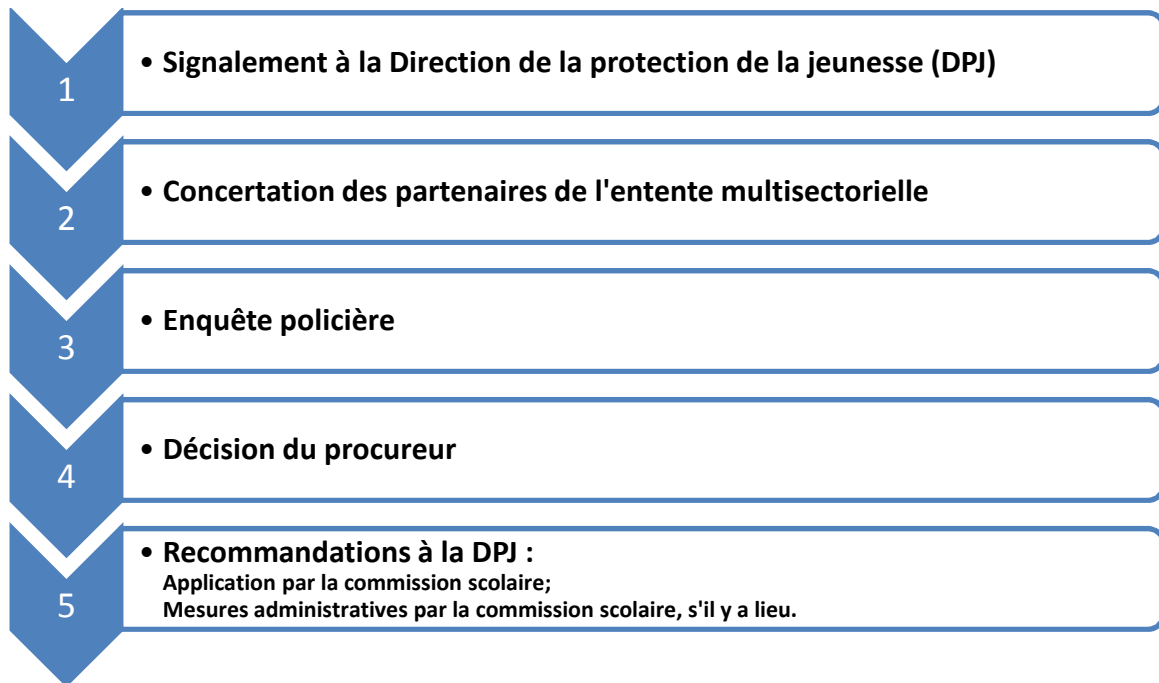 1
• Signalement à la Direction de la protection de la jeunesse (DPJ)
2
• Concertation des partenaires de l'entente multisectorielle
3
• Enquête policière
4
• Décision du procureur
5
• Recommandations à la DPJ :
Application par la commission scolaire;
Mesures administratives par la commission scolaire, s'il y a lieu.